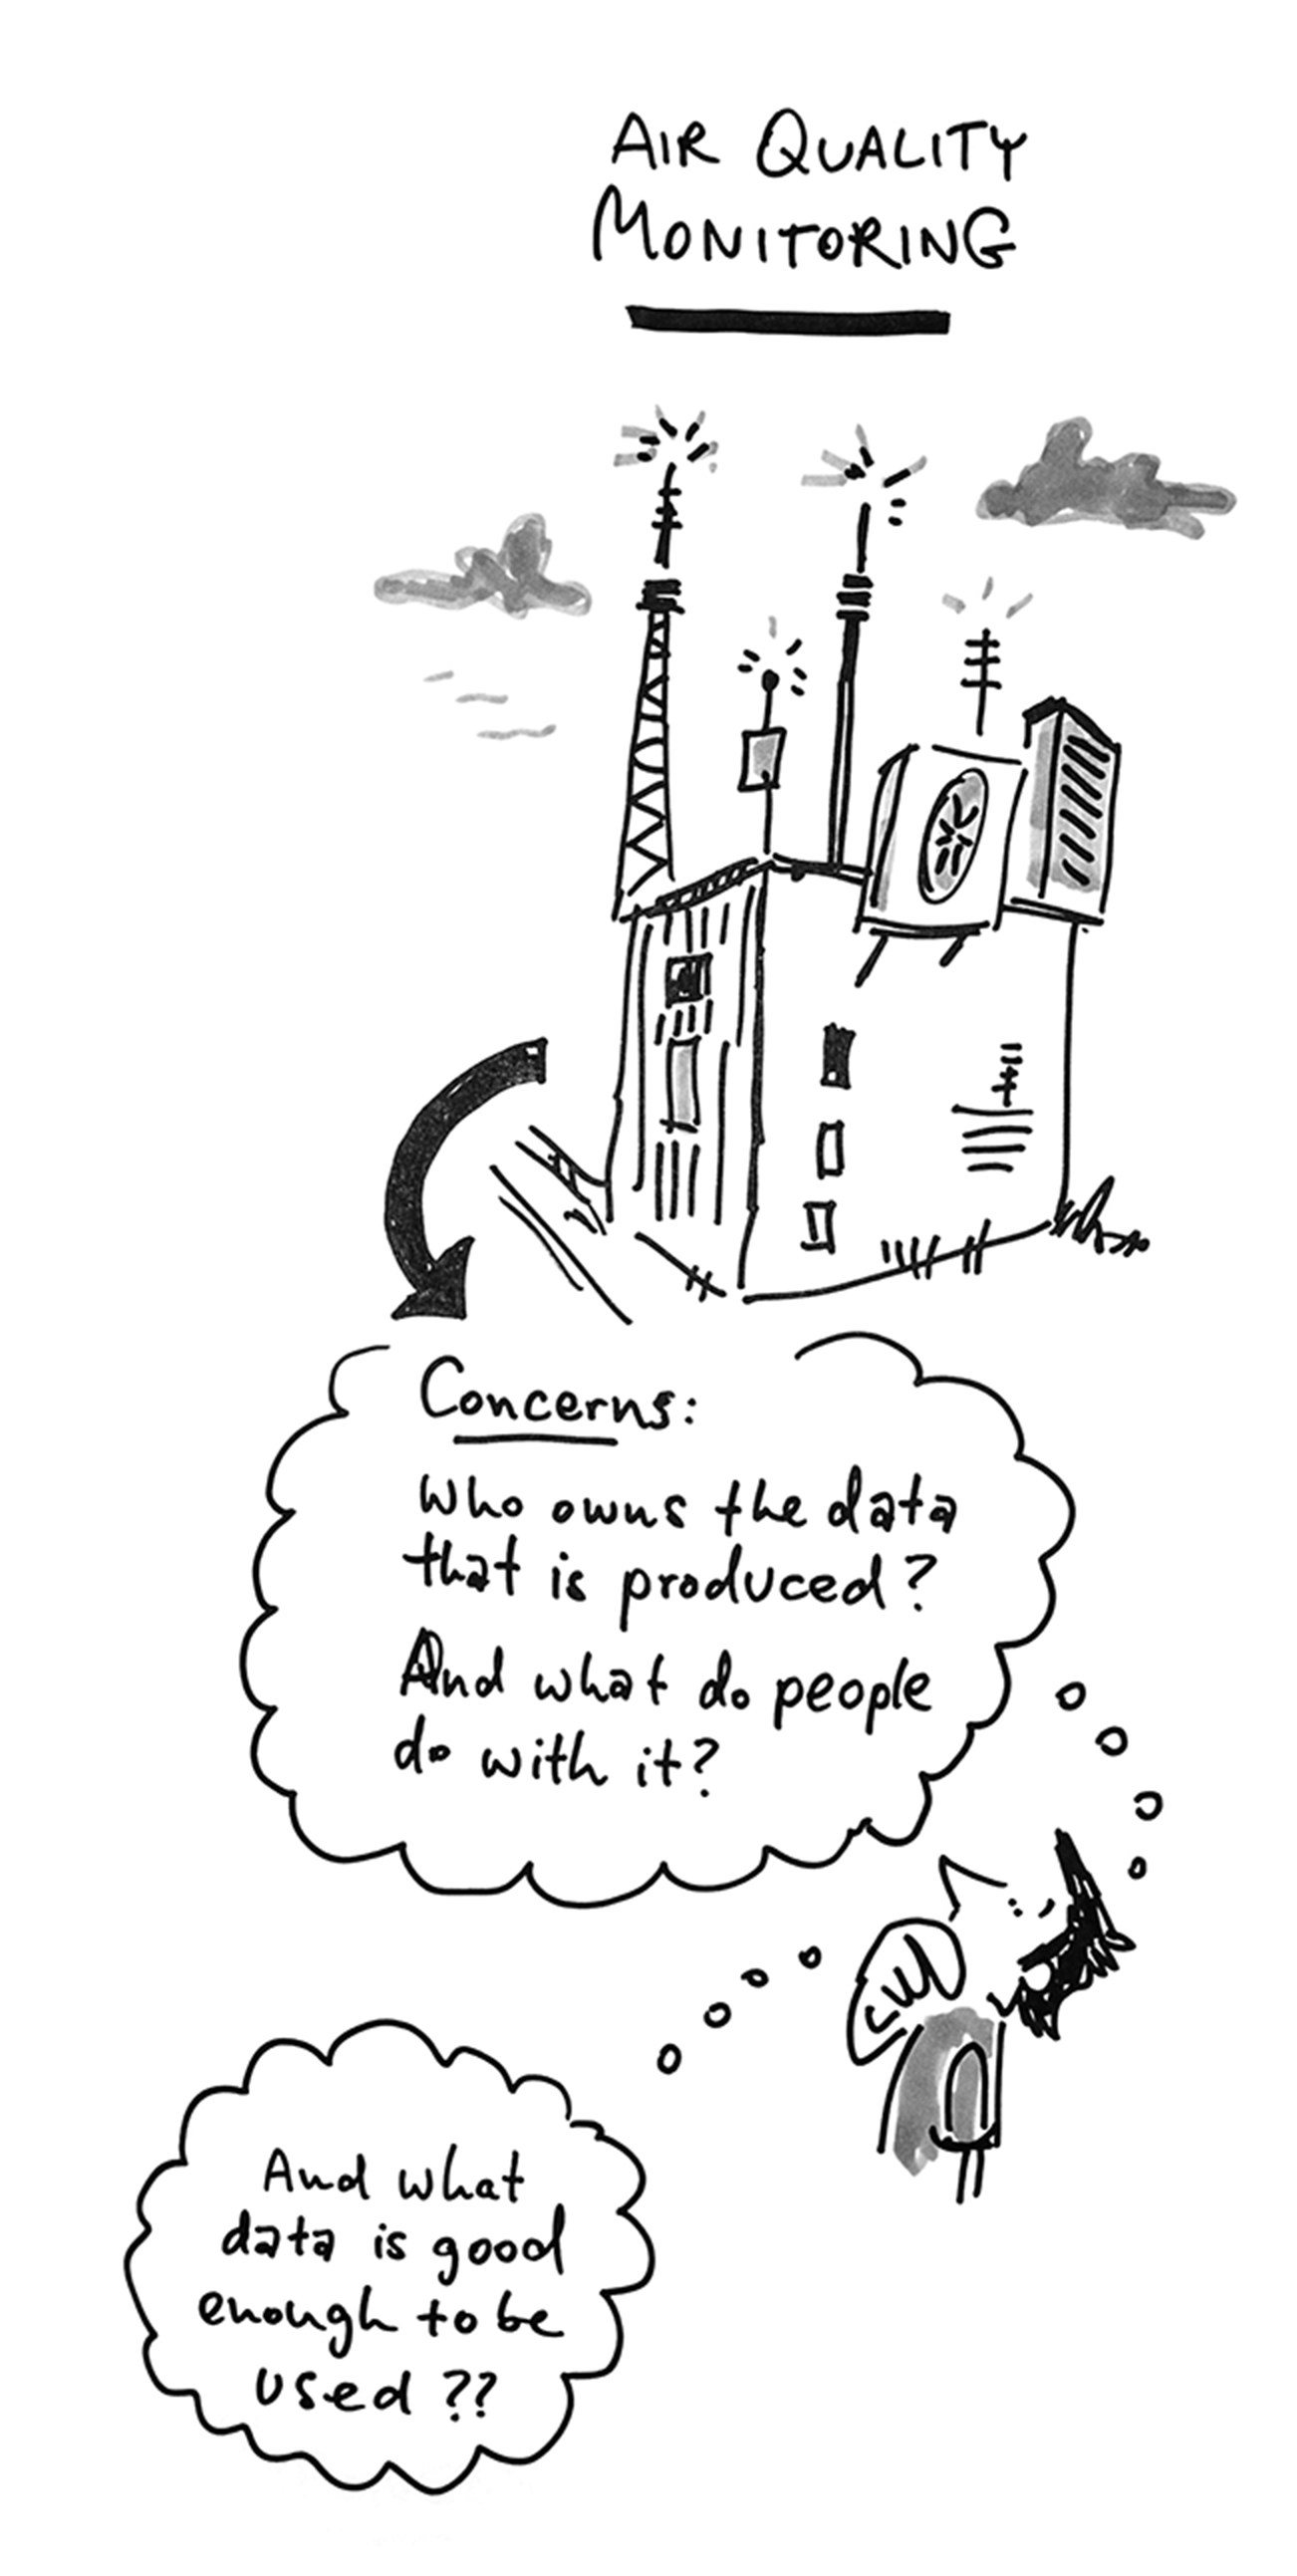 AIR QUALITY
MONITORING
Concerns:
Who owns the data
that is produced?
And what do people
do with it?
And what
data is good
enough to be
used??